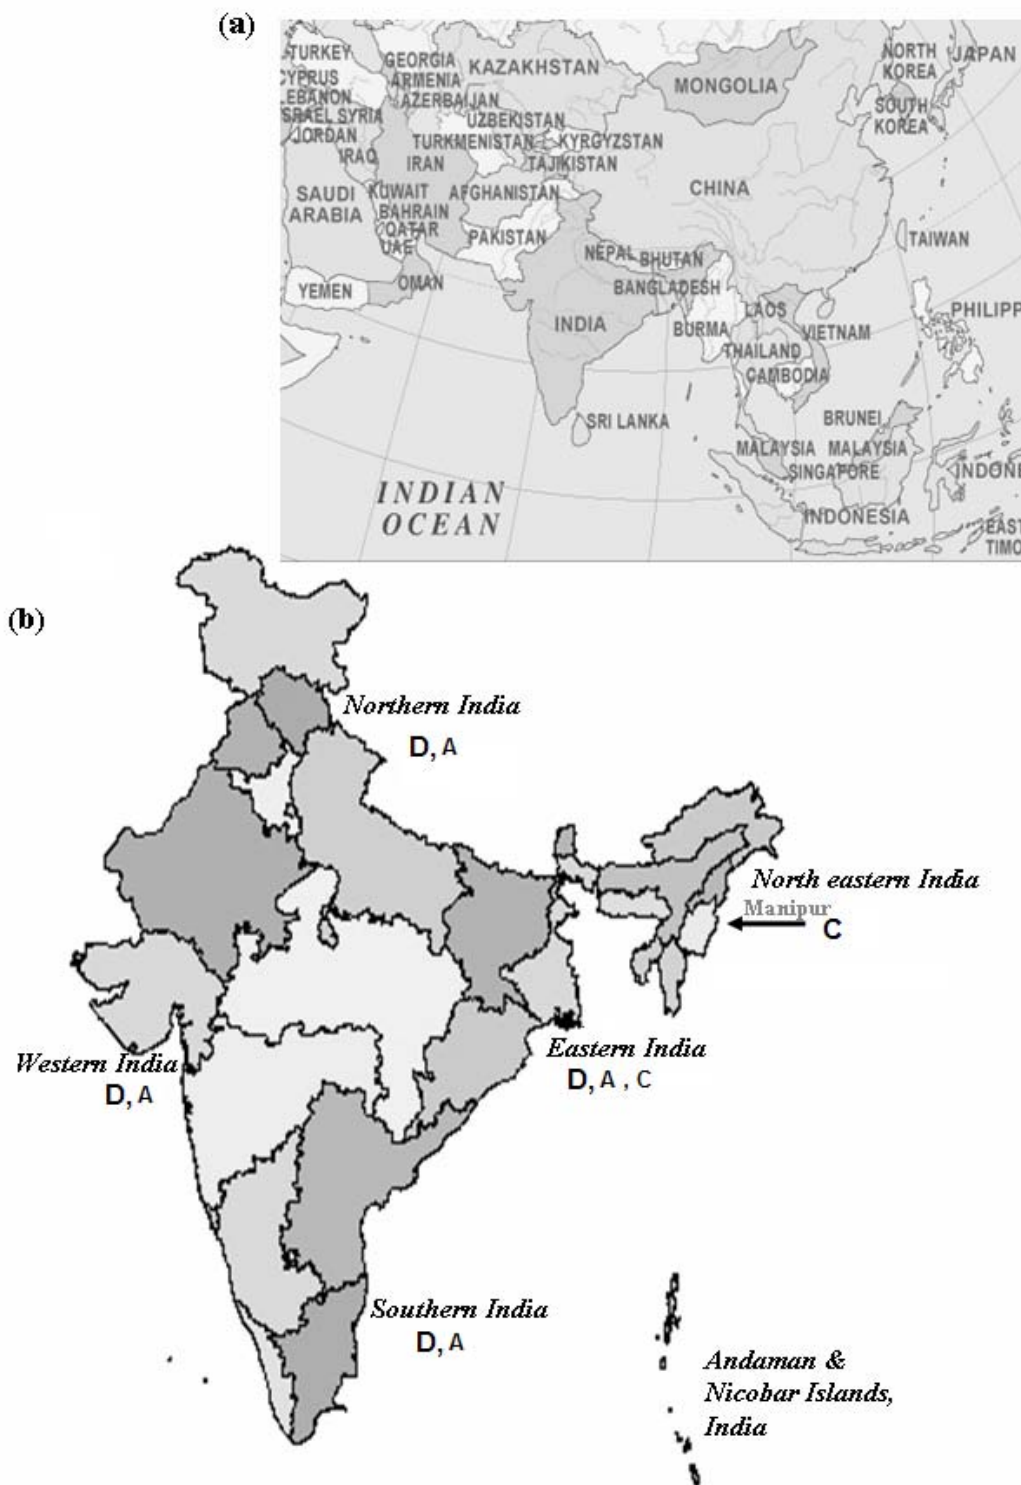 (a)
TURKEY
GEORGIA
KAZAKHSTAN
MONGOLIA
NORTH
KOREA
JAPAN
CYPRUS
ARMENIA
LEBANON
AZERBAIJAN
ISRAEL SYRIA
UZBEKISTAN
SOUTH
KOREA
JORDAN
TURKMENISTAN
KYRGYZSTAN
IRAQ
IRAN
TAJIKISTAN
SAUDI
ARABIA
KUWAIT
AFGHANISTAN
CHINA
BAHRAIN
QATAR
UAE
PAKISTAN
TAIWAN
NEPAL
BHUTAN
YEMEN
OMAN
BANGLADESH
INDIA
BURMA
LAOS
VIETNAM
PHILIPP
THAILAND
CAMBODIA
SRI LANKA
BRUNEI
MALAYSIA
MALAYSIA
SINGAPORE
INDONE
INDIAN
OCEAN
INDONESIA
EAST
TIMO
(b)
Northern India
D, A
North eastern India
Manipur
C
Western India
D, A
Eastern India
D, A , C
Southern India
D, A
Andaman &
Nicobar Islands,
India